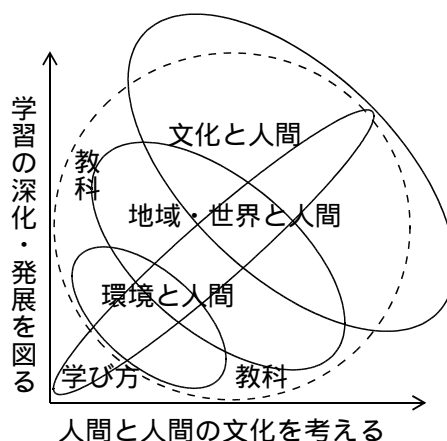 学習の深化・発展を図る
教科
文化と人間
地域・世界と人間
環境と人間
学び方
教科
人間と人間の文化を考える